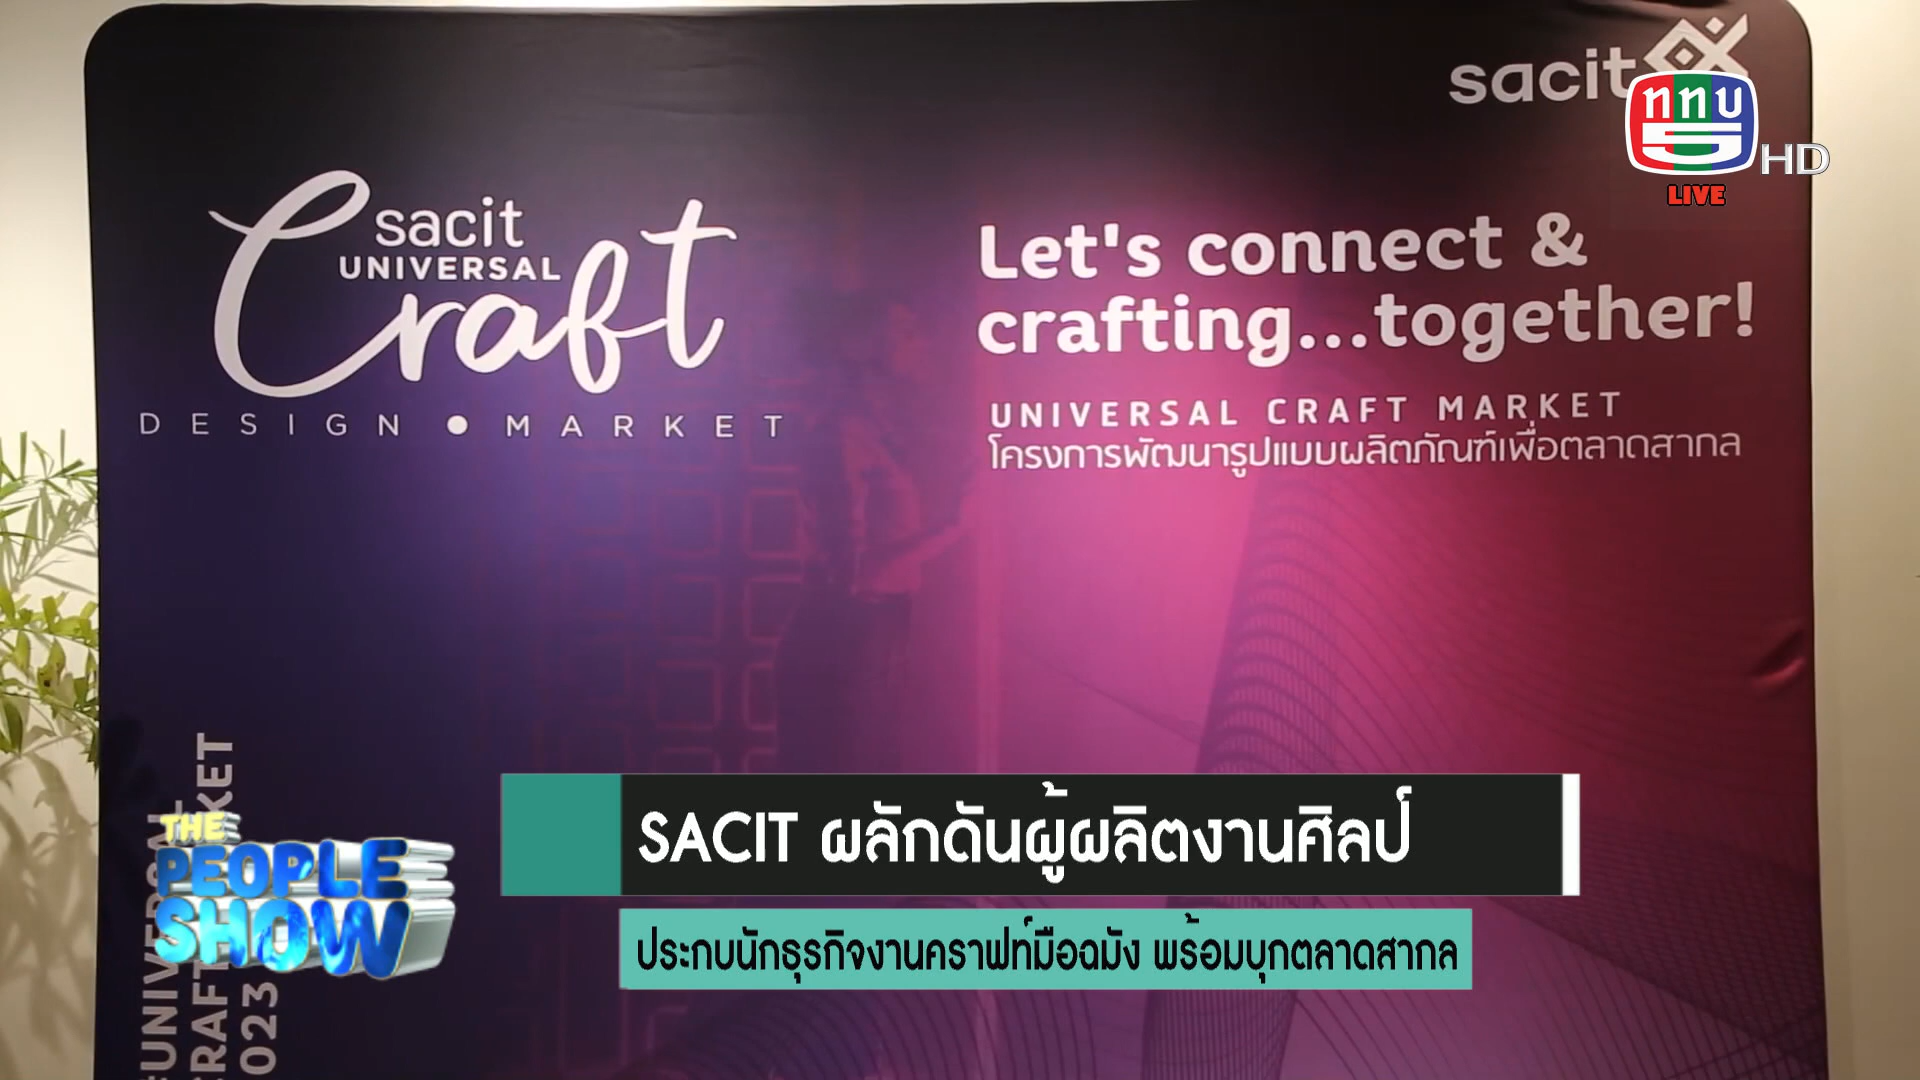 sacit
ททบ
5 HD
LIVE
sacit
UNIVERSAL
Craft
DESIGN • MARKET
Let's connect &
crafting...together!
UNIVERSAL CRAFT MARKET
โครงการพัฒนารูปแบบผลิตภัณฑ์เพื่อตลาดสากล
#UNIVERSAL
CRAFT MARKET
2023
THE
PEOPLE
SHOW
SACIT ผลักดันผู้ผลิตงานศิลป์
ประกบนักธุรกิจงานคราฟท์มือฉมัง พร้อมบุกตลาดสากล